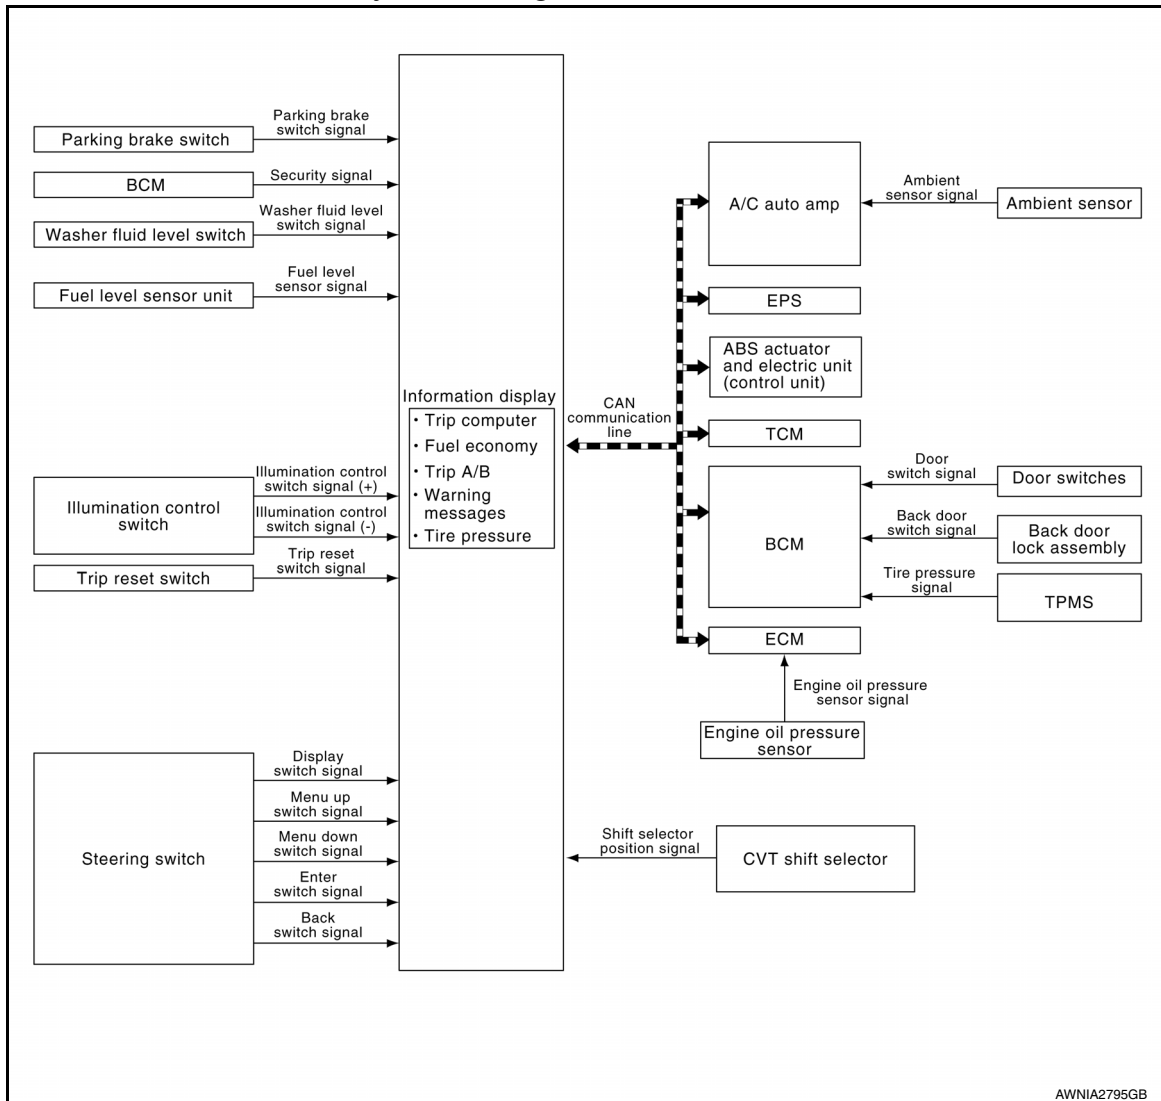 Parking brake
switch signal
Parking brake switch
Security signal
BCM
Washer fluid level
switch signal
Washer fluid level switch
Fuel level
sensor signal
Fuel level sensor unit
Illumination control
switch signal (+)
Illumination control
switch
Illumination control
switch signal (-)
Trip reset
switch signal
Trip reset switch
Display
switch signal
Menu up
switch signal
Steering switch
Menu down
switch signal
Enter
switch signal
Back
switch signal
Information display
· Trip computer
· Fuel economy
· Trip A/B
· Warning
messages
· Tire pressure
CAN
communication
line
A/C auto amp
Ambient
sensor signal
Ambient sensor
EPS
ABS actuator
and electric unit
(control unit)
TCM
BCM
Door
switch signal
Door switches
Back door
switch signal
Back door
lock assembly
Tire pressure
signal
TPMS
ECM
Engine oil pressure
sensor signal
Engine oil pressure
sensor
Shift selector
position signal
CVT shift selector
AWNIA2795GB